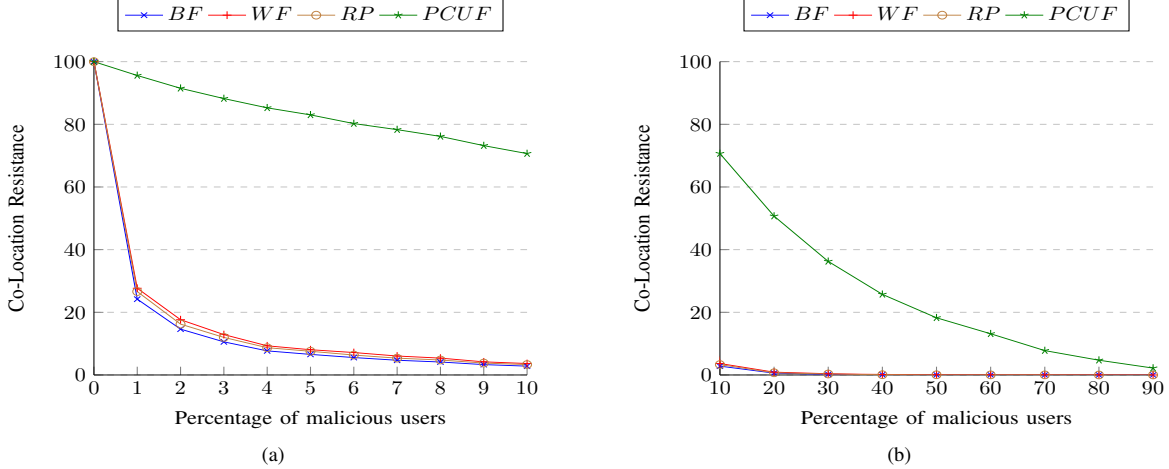 BF WF RP PCUF
100
80
60
40
20
0
Co-Location Resistance
0 1 2 3 4 5 6 7 8 9 10
Percentage of malicious users
(a)
BF WF RP PCUF
100
80
60
40
20
0
Co-Location Resistance
10 20 30 40 50 60 70 80 90
Percentage of malicious users
(b)